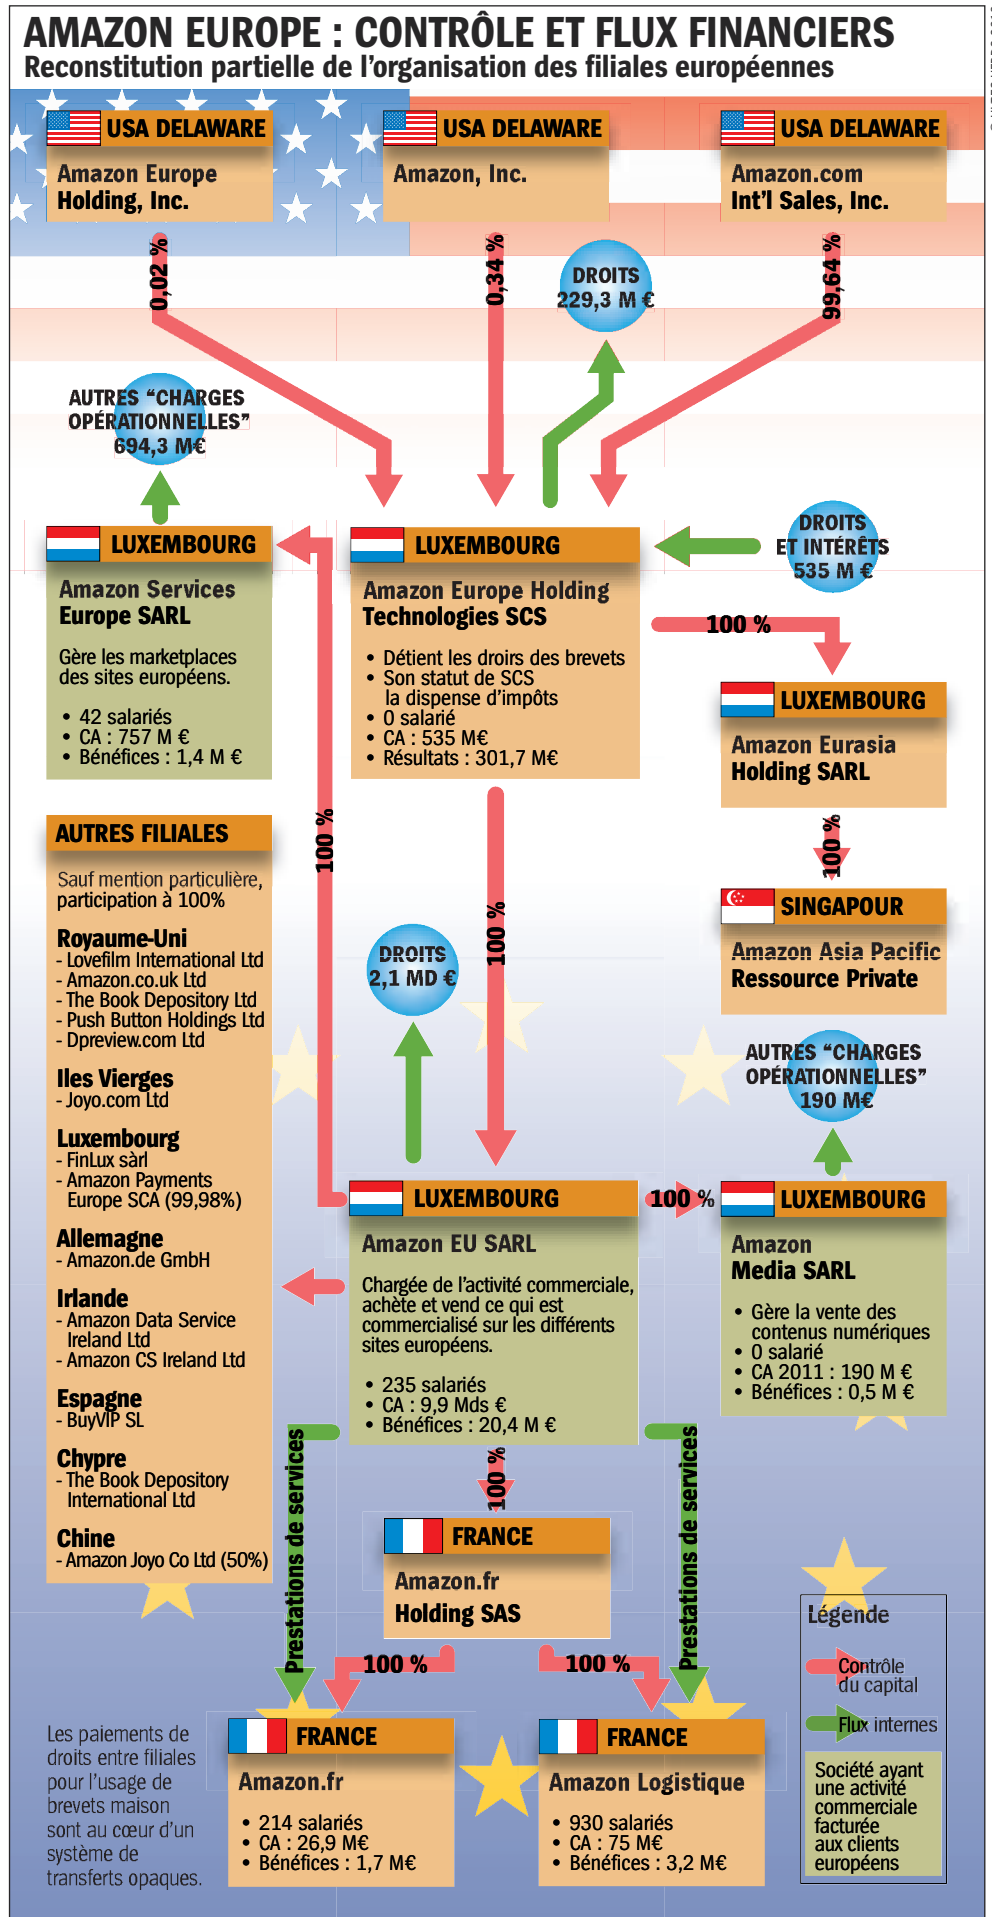 AMAZON EUROPE : CONTRÔLE ET FLUX FINANCIERS
Reconstitution partielle de l'organisation des filiales européennes
USA DELAWARE
Amazon Europe
Holding, Inc.
USA DELAWARE
Amazon, Inc.
USA DELAWARE
Amazon.com
Int'l Sales, Inc.
0,02 %
0,34 %
99,64 %
DROITS
229,3 M €
AUTRES “CHARGES
OPÉRATIONNELLES”
694,3 M€
LUXEMBOURG
Amazon Services
Europe SARL
Gère les marketplaces
des sites européens.
• 42 salariés
• CA : 757 M €
• Bénéfices : 1,4 M €
LUXEMBOURG
Amazon Europe Holding
Technologies SCS
• Détient les droirs des brevets
• Son statut de SCS
la dispense d'impôts
• 0 salarié
• CA : 535 M€
• Résultats : 301,7 M€
DROITS
ET INTÉRÊTS
535 M €
100 %
LUXEMBOURG
Amazon Eurasia
Holding SARL
100 %
SINGAPOUR
Amazon Asia Pacific
Ressource Private
100 %
100 %
AUTRES FILIALES
Sauf mention particulière,
participation à 100%
Royaume-Uni
- Lovefilm International Ltd
- Amazon.co.uk Ltd
- The Book Depository Ltd
- Push Button Holdings Ltd
- Dpreview.com Ltd
Iles Vierges
- Joyo.com Ltd
Luxembourg
- FinLux sàrl
- Amazon Payments
Europe SCA (99,98%)
Allemagne
- Amazon.de GmbH
Irlande
- Amazon Data Service
Ireland Ltd
- Amazon CS Ireland Ltd
Espagne
- BuyVIP SL
Chypre
- The Book Depository
International Ltd
Chine
- Amazon Joyo Co Ltd (50%)
DROITS
2,1 MD €
AUTRES “CHARGES
OPÉRATIONNELLES”
190 M€
LUXEMBOURG
Amazon EU SARL
Chargée de l'activité commerciale,
achète et vend ce qui est
commercialisé sur les différents
sites européens.
• 235 salariés
• CA : 9,9 Mds €
• Bénéfices : 20,4 M €
100 %
LUXEMBOURG
Amazon
Media SARL
• Gère la vente des
contenus numériques
• 0 salarié
• CA 2011 : 190 M €
• Bénéfices : 0,5 M €
Prestations de services
100 %
Prestations de services
FRANCE
Amazon.fr
Holding SAS
100 %
100 %
FRANCE
Amazon.fr
• 214 salariés
• CA : 26,9 M€
• Bénéfices : 1,7 M€
FRANCE
Amazon Logistique
• 930 salariés
• CA : 75 M€
• Bénéfices : 3,2 M€
Les paiements de
droits entre filiales
pour l'usage de
brevets maison
sont au cœur d'un
système de
transferts opaques.
Légende
Contrôle
du capital
Flux internes
Société ayant
une activité
commerciale
facturée
aux clients
européens